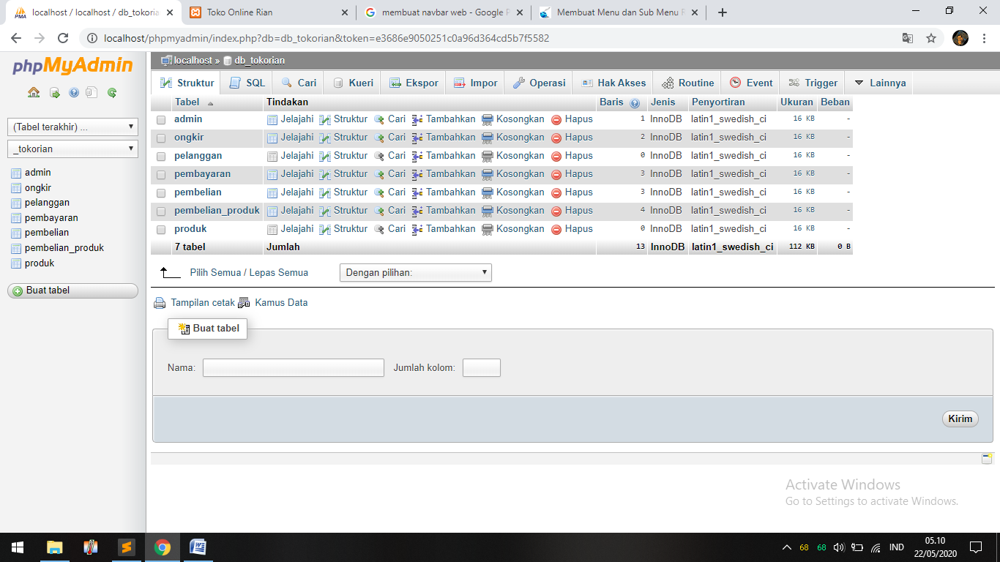 localhost / localhost / db_tokoria
Toko Online Rian
membuat navbar web - Google P
Membuat Menu dan Sub Menu R
localhost/phpmyadmin/index.php?db=db_tokorian&token=e3686e9050251c0a96d364cd5b7f5582
phpMyAdmin
(Tabel terakhir) ...
_tokorian
admin
ongkir
pelanggan
pembayaran
pembelian
pembelian_produk
produk
Buat tabel
localhost » db_tokorian
Struktur SQL Cari Kueri Ekspor Impor Operasi Hak Akses Routine Event Trigger Lainnya
Tabel Tindakan Baris Jenis Penyortiran Ukuran Beban
admin Jelajahi Struktur Cari Tambahkan Kosongkan Hapus 1 InnoDB latin1_swedish_ci 16 KB -
ongkir Jelajahi Struktur Cari Tambahkan Kosongkan Hapus 2 InnoDB latin1_swedish_ci 16 KB -
pelanggan Jelajahi Struktur Cari Tambahkan Kosongkan Hapus 0 InnoDB latin1_swedish_ci 16 KB -
pembayaran Jelajahi Struktur Cari Tambahkan Kosongkan Hapus 3 InnoDB latin1_swedish_ci 16 KB -
pembelian Jelajahi Struktur Cari Tambahkan Kosongkan Hapus 3 InnoDB latin1_swedish_ci 16 KB -
pembelian_produk Jelajahi Struktur Cari Tambahkan Kosongkan Hapus 4 InnoDB latin1_swedish_ci 16 KB -
produk Jelajahi Struktur Cari Tambahkan Kosongkan Hapus 0 InnoDB latin1_swedish_ci 16 KB -
7 tabel Jumlah 13 InnoDB latin1_swedish_ci 112 KB 0 B
Pilih Semua / Lepas Semua Dengan pilihan:
Tampilan cetak Kamus Data
Buat tabel
Nama: Jumlah kolom:
Kirim
Activate Windows
Go to Settings to activate Windows.
68 68 IND 05.10
22/05/2020